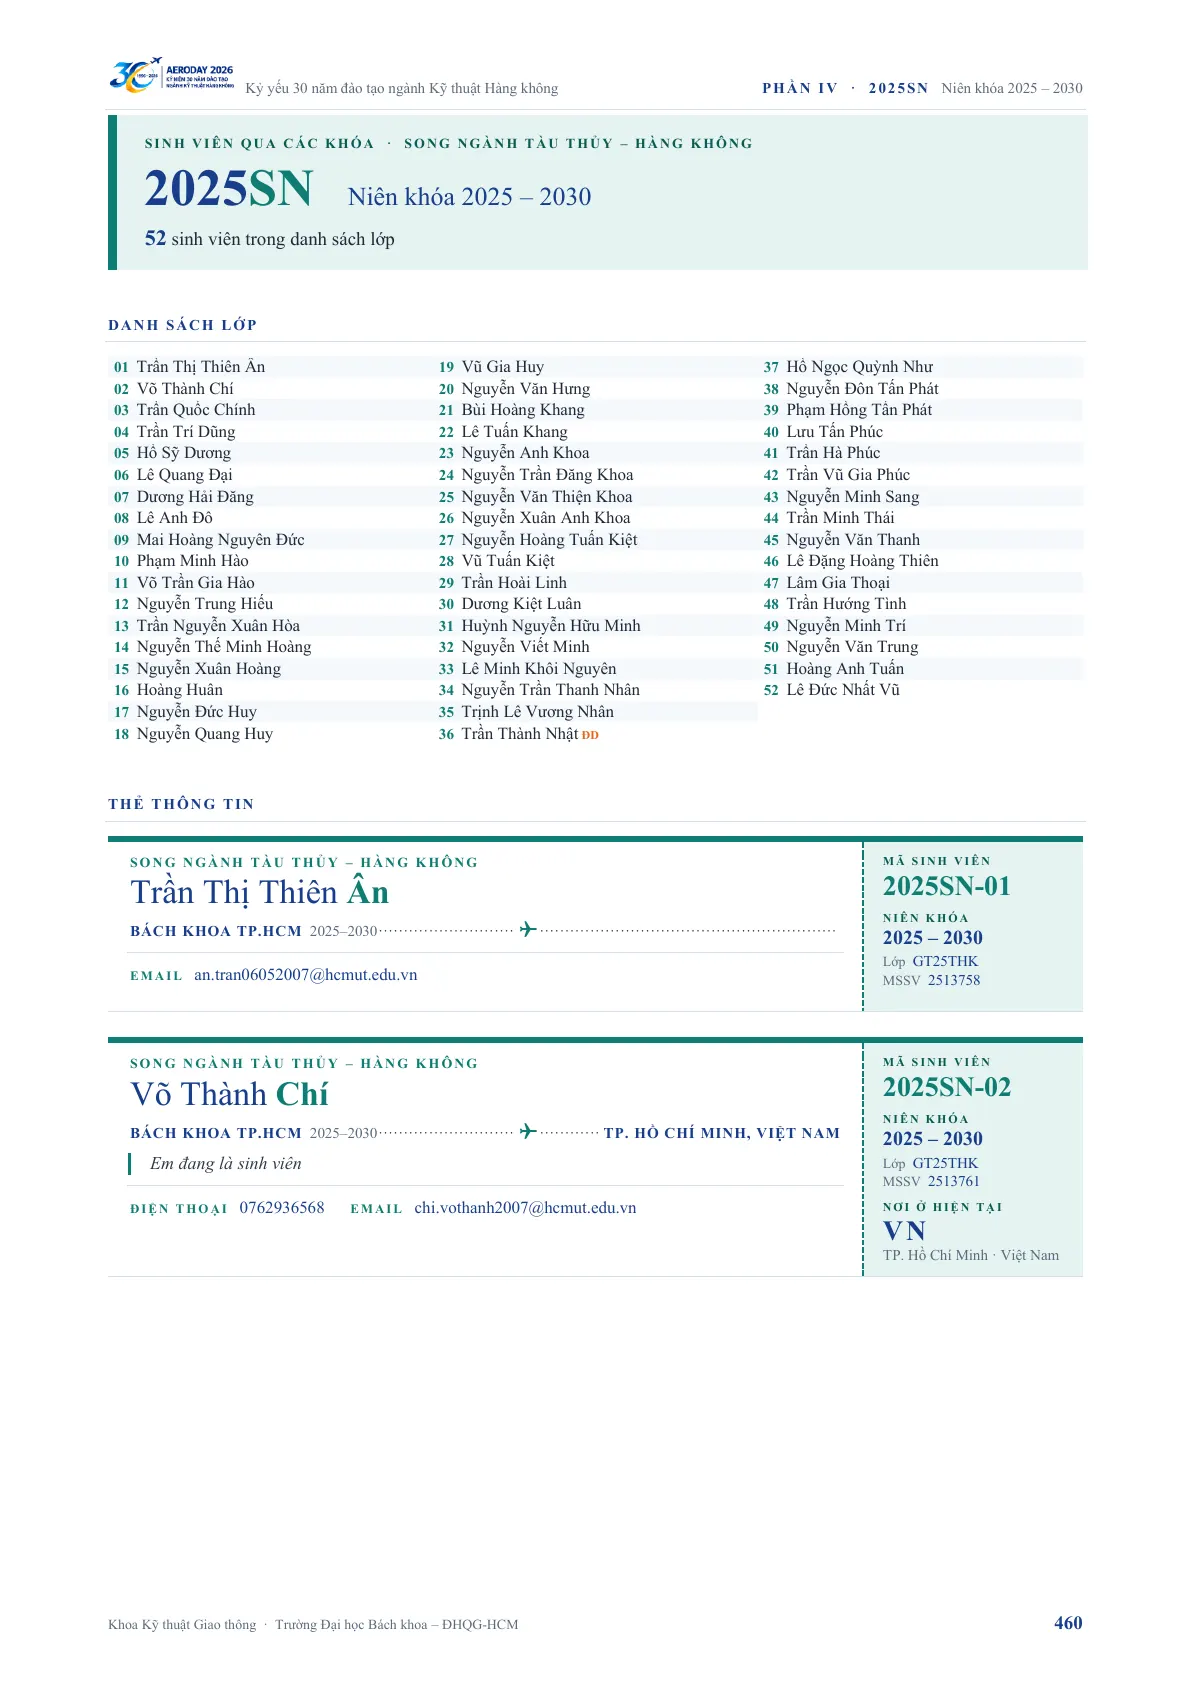 AERODAY 2026
KỶ NIỆM 30 NĂM ĐÀO TẠO
NGÀNH KỸ THUẬT HÀNG KHÔNG
Kỷ yếu 30 năm đào tạo ngành Kỹ thuật Hàng không
PHẦN IV · 2025SN Niên khóa 2025 – 2030
SINH VIÊN QUA CÁC KHÓA · SONG NGÀNH TÀU THỦY – HÀNG KHÔNG
2025SN Niên khóa 2025 – 2030
52 sinh viên trong danh sách lớp
DANH SÁCH LỚP
01 Trần Thị Thiên Ân
02 Võ Thành Chí
03 Trần Quốc Chính
04 Trần Trí Dũng
05 Hồ Sỹ Dương
06 Lê Quang Đại
07 Dương Hải Đăng
08 Lê Anh Đô
09 Mai Hoàng Nguyên Đức
10 Phạm Minh Hào
11 Võ Trần Gia Hào
12 Nguyễn Trung Hiếu
13 Trần Nguyễn Xuân Hòa
14 Nguyễn Thế Minh Hoàng
15 Nguyễn Xuân Hoàng
16 Hoàng Huân
17 Nguyễn Đức Huy
18 Nguyễn Quang Huy
19 Vũ Gia Huy
20 Nguyễn Văn Hưng
21 Bùi Hoàng Khang
22 Lê Tuấn Khang
23 Nguyễn Anh Khoa
24 Nguyễn Trần Đăng Khoa
25 Nguyễn Văn Thiện Khoa
26 Nguyễn Xuân Anh Khoa
27 Nguyễn Hoàng Tuấn Kiệt
28 Vũ Tuấn Kiệt
29 Trần Hoài Linh
30 Dương Kiệt Luân
31 Huỳnh Nguyễn Hữu Minh
32 Nguyễn Viết Minh
33 Lê Minh Khôi Nguyên
34 Nguyễn Trần Thanh Nhân
35 Trịnh Lê Vương Nhân
36 Trần Thành Nhật ĐD
37 Hồ Ngọc Quỳnh Như
38 Nguyễn Đôn Tấn Phát
39 Phạm Hồng Tấn Phát
40 Lưu Tấn Phúc
41 Trần Hà Phúc
42 Trần Vũ Gia Phúc
43 Nguyễn Minh Sang
44 Trần Minh Thái
45 Nguyễn Văn Thanh
46 Lê Đặng Hoàng Thiên
47 Lâm Gia Thoại
48 Trần Hướng Tình
49 Nguyễn Minh Trí
50 Nguyễn Văn Trung
51 Hoàng Anh Tuấn
52 Lê Đức Nhất Vũ
THẺ THÔNG TIN
SONG NGÀNH TÀU THỦY – HÀNG KHÔNG
Trần Thị Thiên Ân
BÁCH KHOA TP.HCM 2025–2030
EMAIL an.tran06052007@hcmut.edu.vn
MÃ SINH VIÊN
2025SN-01
NIÊN KHÓA
2025 – 2030
Lớp GT25THK
MSSV 2513758
SONG NGÀNH TÀU THỦY – HÀNG KHÔNG
Võ Thành Chí
BÁCH KHOA TP.HCM 2025–2030 TP. HỒ CHÍ MINH, VIỆT NAM
Em đang là sinh viên
ĐIỆN THOẠI 0762936568 EMAIL chi.vothanh2007@hcmut.edu.vn
MÃ SINH VIÊN
2025SN-02
NIÊN KHÓA
2025 – 2030
Lớp GT25THK
MSSV 2513761
NƠI Ở HIỆN TẠI
VN
TP. Hồ Chí Minh · Việt Nam
Khoa Kỹ thuật Giao thông · Trường Đại học Bách khoa – ĐHQG-HCM
460